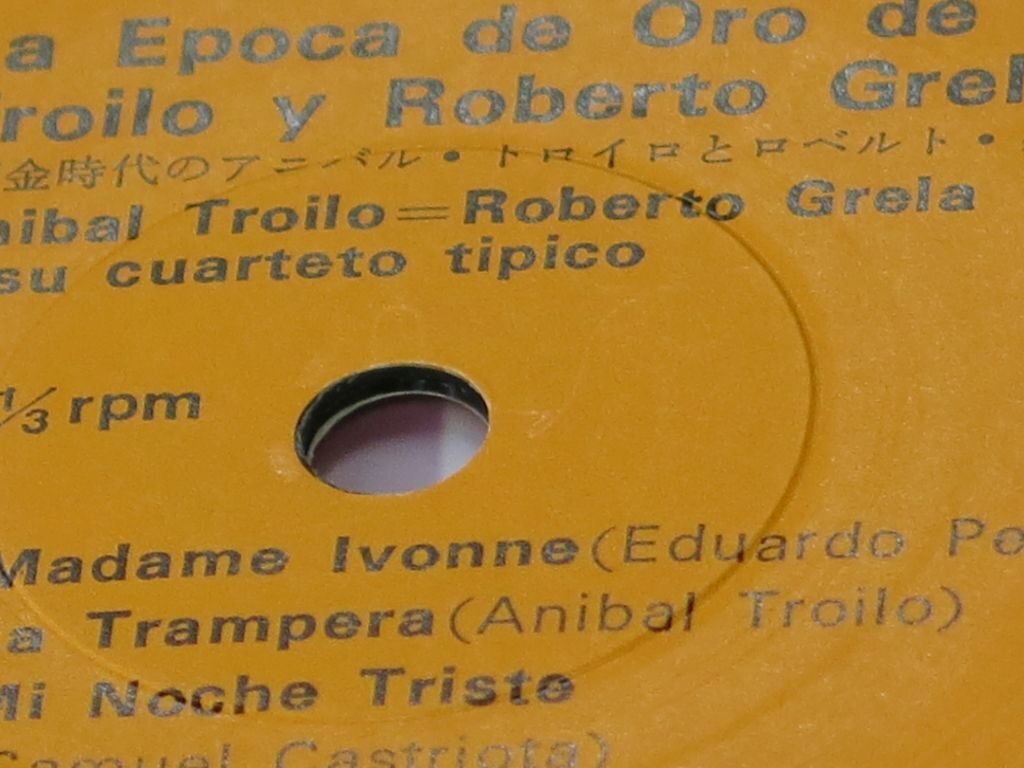 a Epoca de Oro de
roilo y Roberto Grel
金時代のアニバル・トロイロとロベルト・
nibal Troilo=Roberto Grela
su cuarteto tipico
1/3 rpm
Madame Ivonne(Eduardo Pe
a Trampera(Anibal Troilo)
Mi Noche Triste
Samuel Castriota)